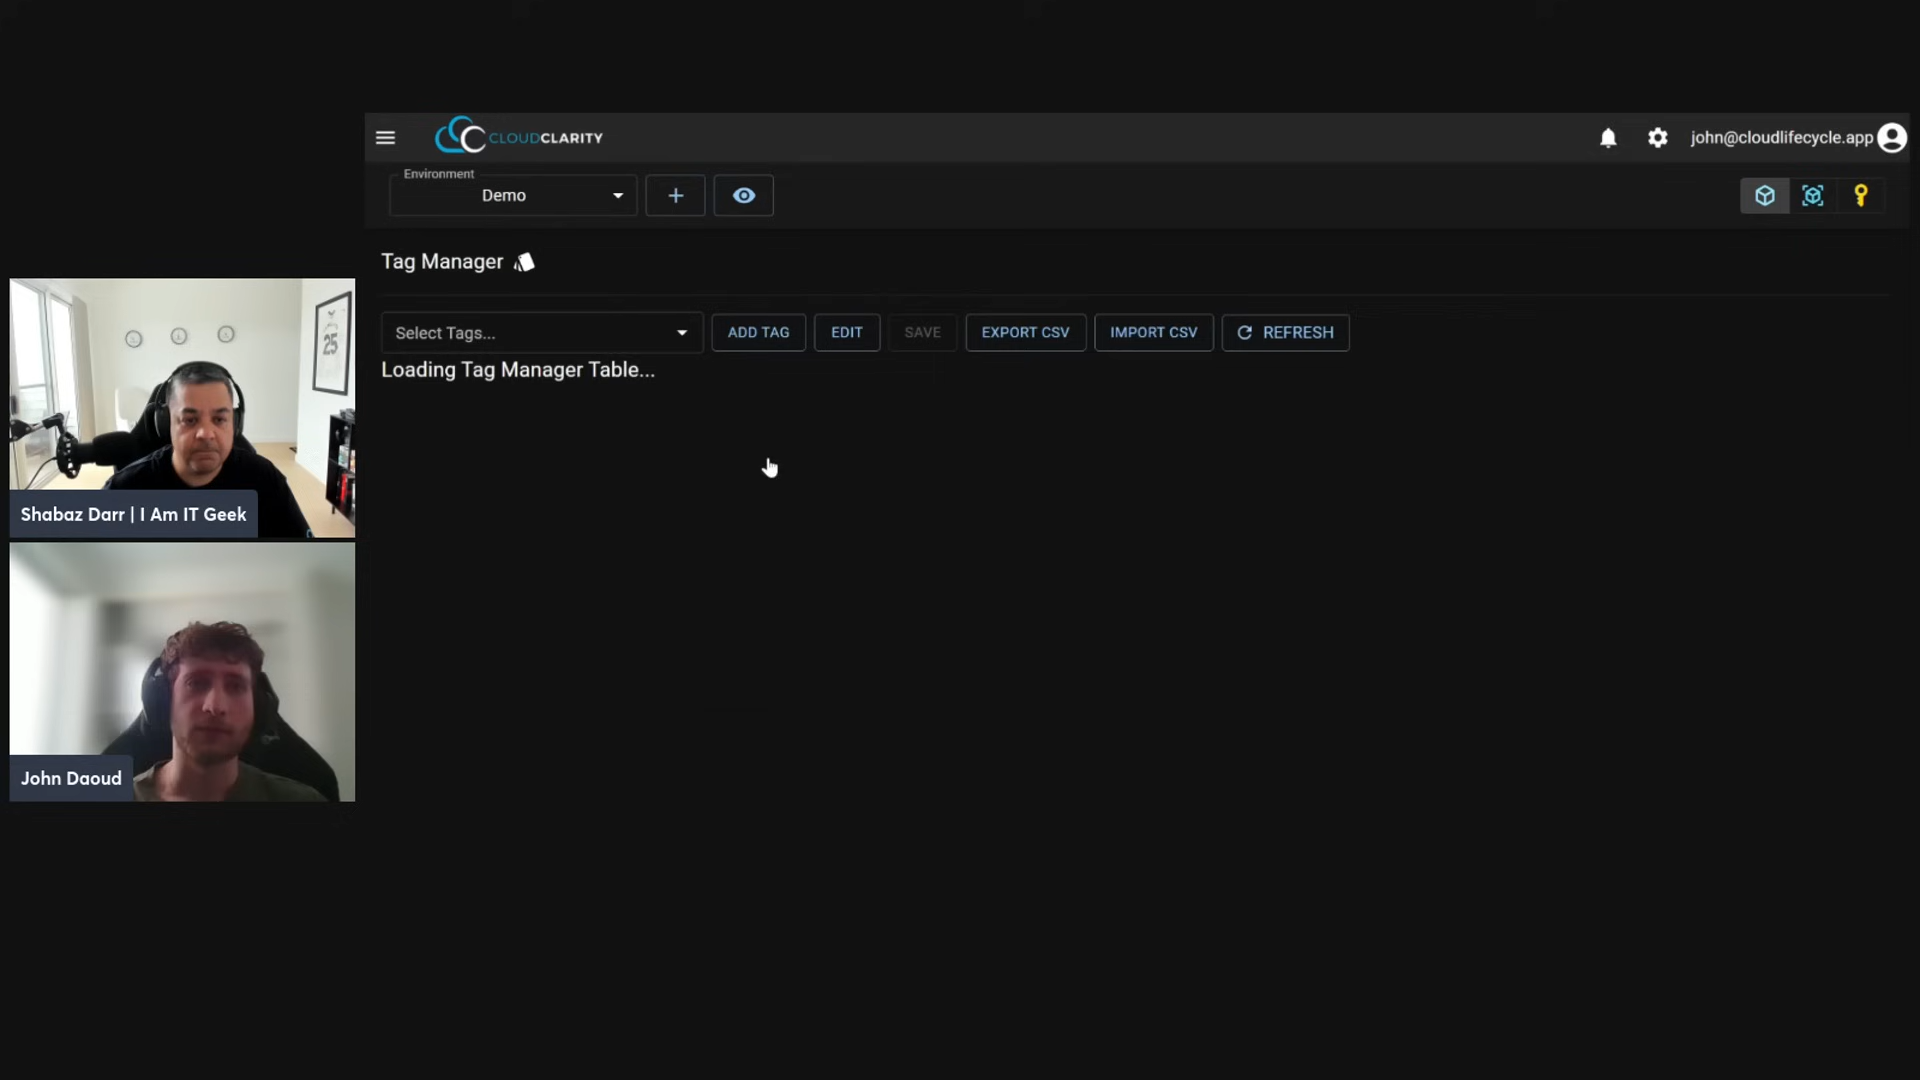 CLOUDCLARITY
john@cloudlifecycle.app
Environment
Demo
Tag Manager
Select Tags...
ADD TAG
EDIT
SAVE
EXPORT CSV
IMPORT CSV
REFRESH
Loading Tag Manager Table...
25
Shabaz Darr | I Am IT Geek
John Daoud